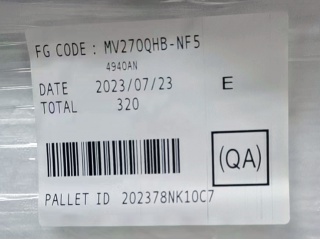 FG CODE : MV270QHB-NF5
4940AN
DATE 2023/07/23 E
TOTAL 320
(QA)
PALLET ID 202378NK10C7